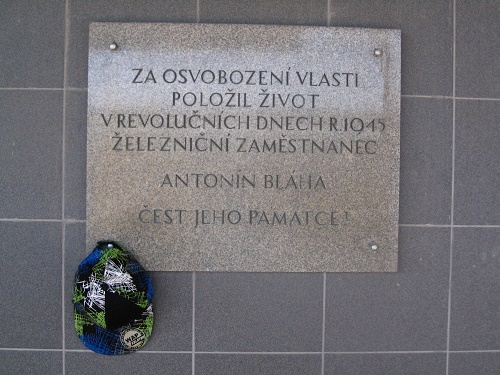 ZA OSVOBOZENÍ VLASTI
POLOŽIL ŽIVOT
V REVOLUČNÍCH DNECH R.1945
ŽELEZNIČNÍ ZAMĚSTNANEC
ANTONÍN BLÁHA
ČEST JEHO PAMÁTCE!